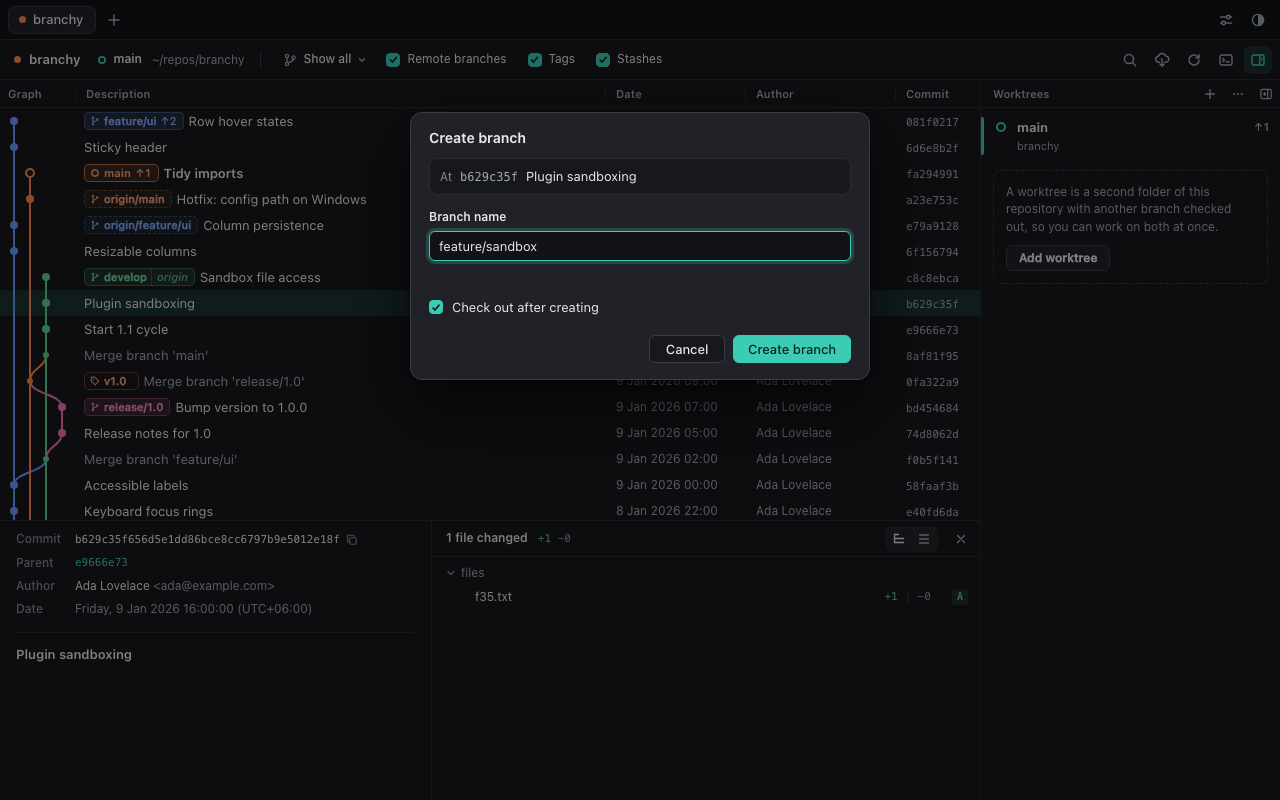 branchy
branchy main ~/repos/branchy Show all Remote branches Tags Stashes
Graph Description Date Author Commit
feature/ui ↑2 Row hover states 081f0217
Sticky header 6d6e8b2f
main ↑1 Tidy imports fa294991
origin/main Hotfix: config path on Windows a23e753c
origin/feature/ui Column persistence e79a9128
Resizable columns 6f156794
develop origin Sandbox file access c8c8ebca
Plugin sandboxing b629c35f
Start 1.1 cycle e9666e73
Merge branch 'main' 8af81f95
v1.0 Merge branch 'release/1.0' 9 Jan 2026 09:00 Ada Lovelace 0fa322a9
release/1.0 Bump version to 1.0.0 9 Jan 2026 07:00 Ada Lovelace bd454684
Release notes for 1.0 9 Jan 2026 05:00 Ada Lovelace 74d8062d
Merge branch 'feature/ui' 9 Jan 2026 02:00 Ada Lovelace f0b5f141
Accessible labels 9 Jan 2026 00:00 Ada Lovelace 58faaf3b
Keyboard focus rings 8 Jan 2026 22:00 Ada Lovelace e40fd6da
Create branch
At b629c35f Plugin sandboxing
Branch name
feature/sandbox
Check out after creating
Cancel Create branch
Worktrees
main ↑1
branchy
A worktree is a second folder of this
repository with another branch checked
out, so you can work on both at once.
Add worktree
Commit b629c35f656d5e1dd86bce8cc6797b9e5012e18f
Parent e9666e73
Author Ada Lovelace <ada@example.com>
Date Friday, 9 Jan 2026 16:00:00 (UTC+06:00)
Plugin sandboxing
1 file changed +1 −0
files
f35.txt +1 −0 A